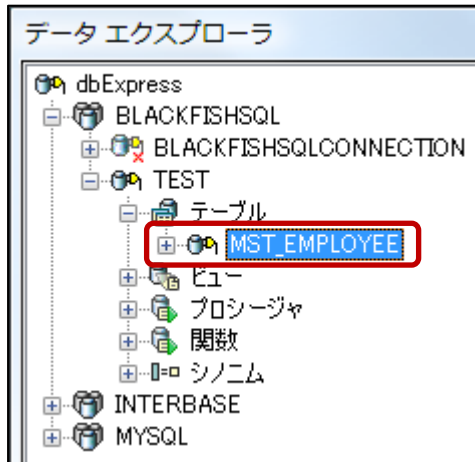 データ エクスプローラ
dbExpress
BLACKFISHSQL
BLACKFISHSQLCONNECTION
TEST
テーブル
MST_EMPLOYEE
ビュー
プロシージャ
関数
シノニム
INTERBASE
MYSQL